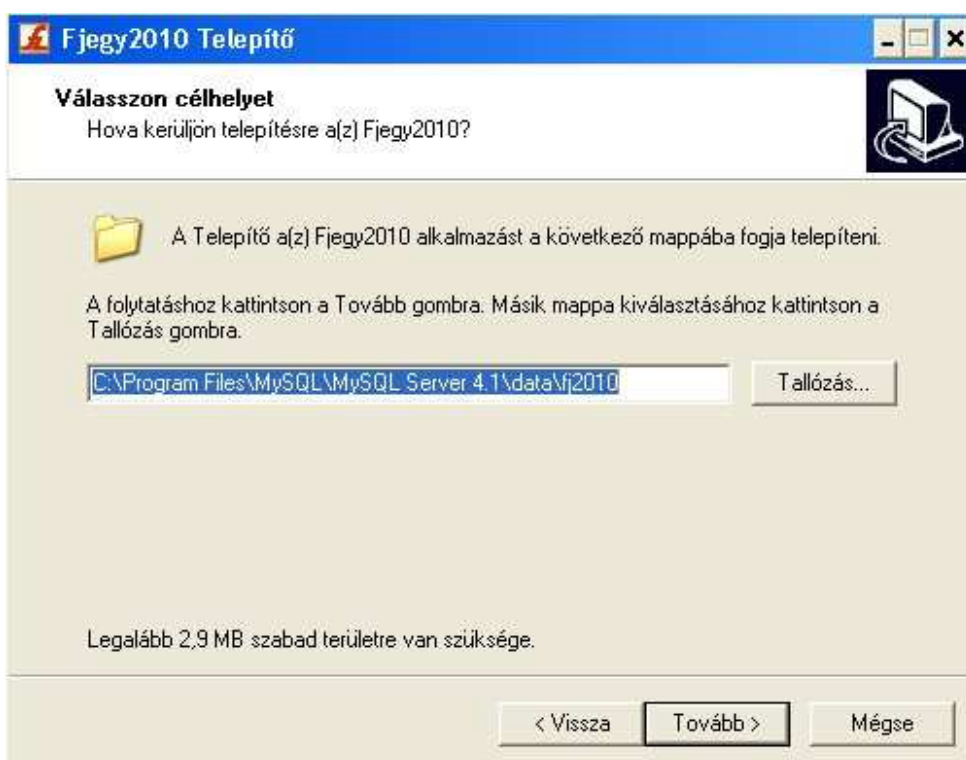 Fjegy2010 Telepítő
Válasszon célhelyet
Hova kerüljön telepítésre a(z) Fjegy2010?
A Telepítő a(z) Fjegy2010 alkalmazást a következő mappába fogja telepíteni.
A folytatáshoz kattintson a Tovább gombra. Másik mappa kiválasztásához kattintson a
Tallózás gombra.
C:\Program Files\MySQL\MySQL Server 4.1\data\fj2010
Tallózás...
Legalább 2,9 MB szabad területre van szüksége.
< Vissza
Tovább >
Mégse